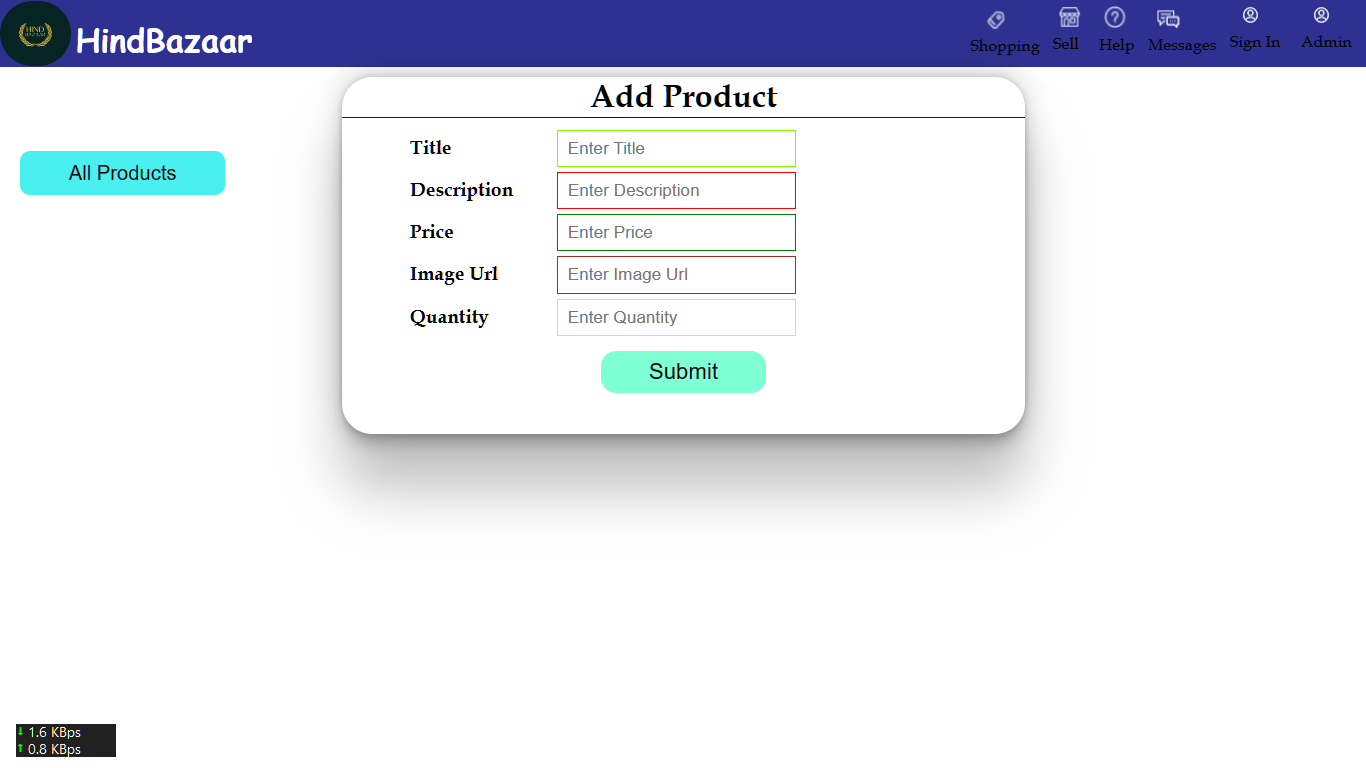 HIND
BAZAAR
HindBazaar
Shopping
Sell
Help
Messages
Sign In
Admin
Add Product
All Products
Title
Enter Title
Description
Enter Description
Price
Enter Price
Image Url
Enter Image Url
Quantity
Enter Quantity
Submit
1.6 KBps
0.8 KBps